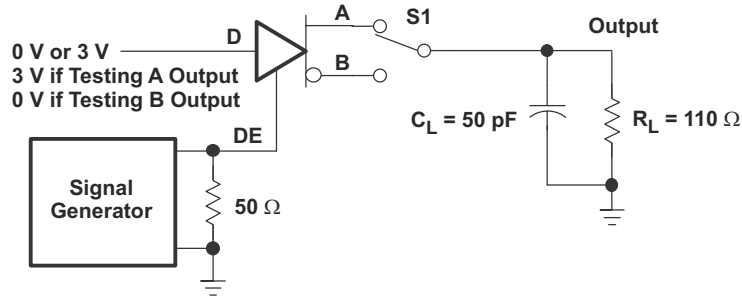 A
S1
Output
D
0 V or 3 V
3 V if Testing A Output
0 V if Testing B Output
B
DE
C_L = 50 pF
R_L = 110 Ω
Signal
Generator
50 Ω